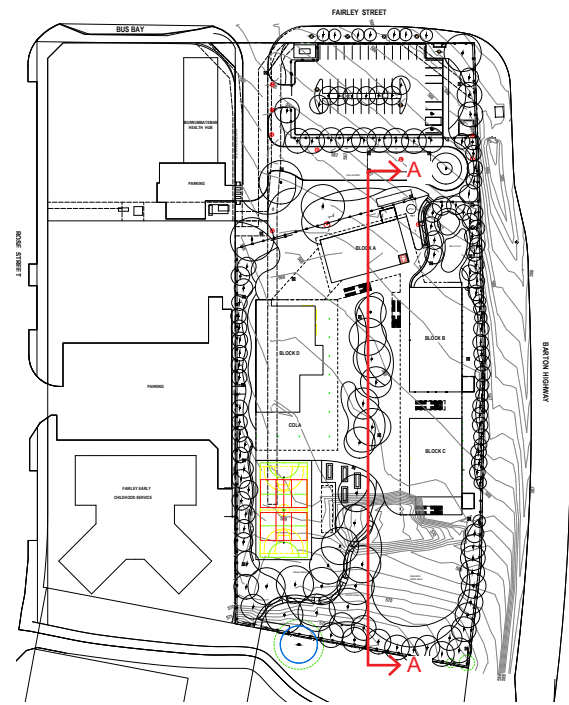 FAIRLEY STREET
BUS BAY
MURRUMBATEMAN
HEALTH HUB
PARKING
A
ROSE STREET
BLOCK A
BLOCK B
BARTON HIGHWAY
BLOCK D
PARKING
COLA
BLOCK C
FAIRLEY EARLY
CHILDHOOD SERVICE
A